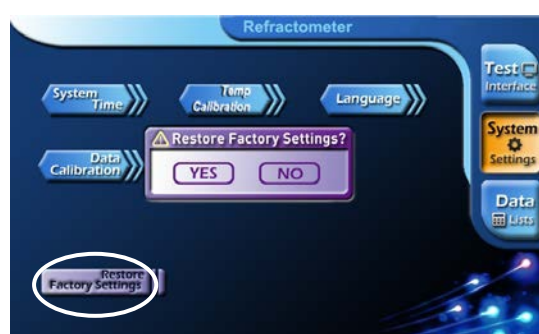 Refractometer
System
Time
Temp
Calibration
Language
Test
Interface
System
Settings
Data
Lists
Data
Calibration
Restore Factory Settings?
YES NO
Restore
Factory Settings